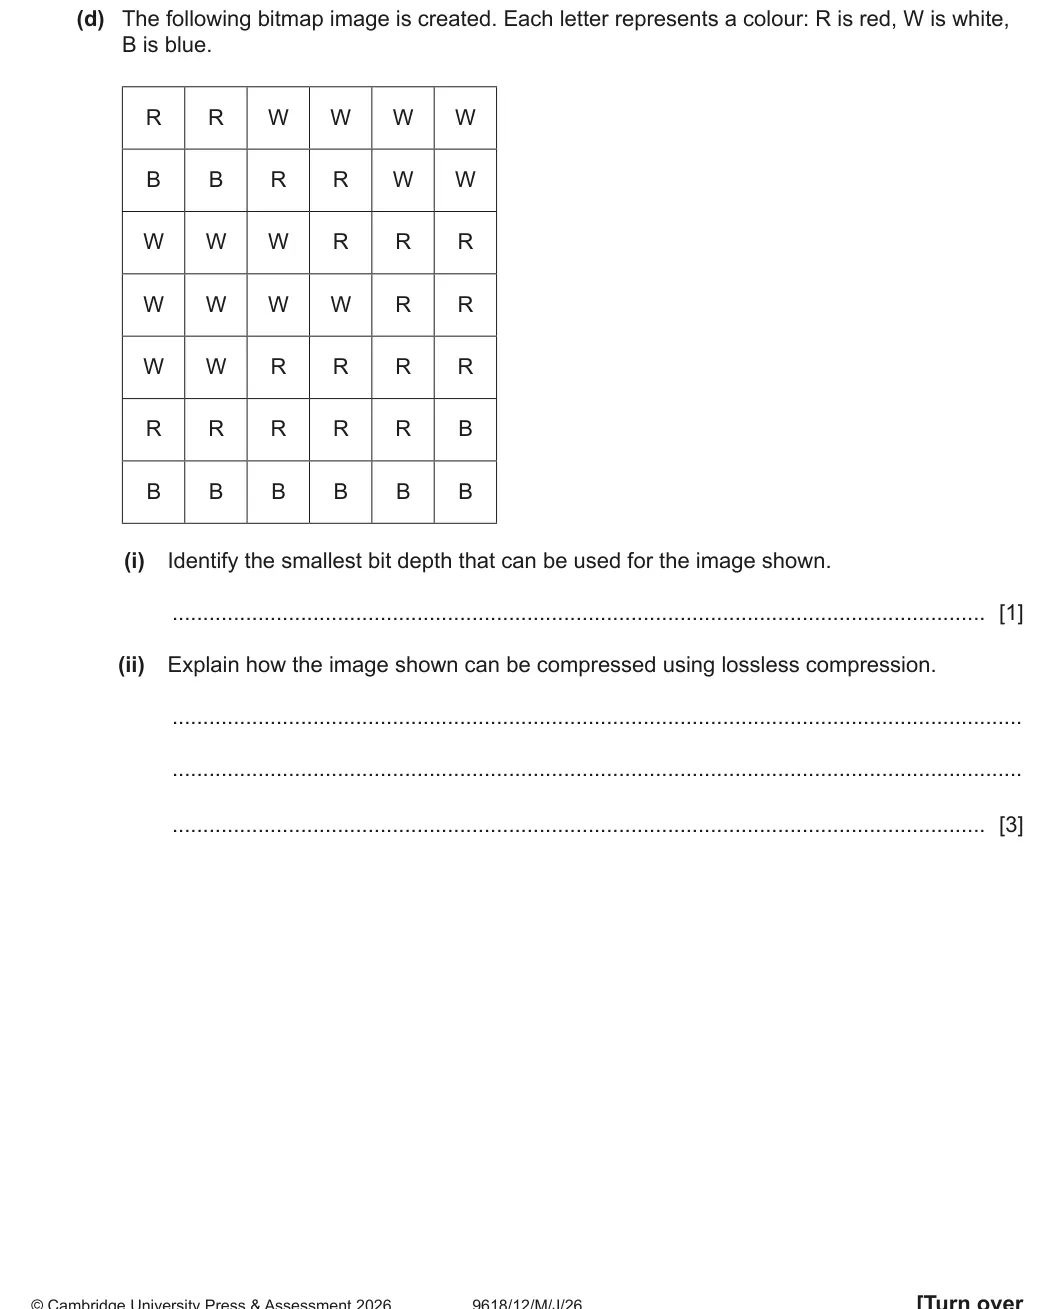 (d) The following bitmap image is created. Each letter represents a colour: R is red, W is white,
B is blue.
R R W W W W
B B R R W W
W W W R R R
W W W W R R
W W R R R R
R R R R R B
B B B B B B
(i) Identify the smallest bit depth that can be used for the image shown.
.................................................................................................................................... [1]
(ii) Explain how the image shown can be compressed using lossless compression.
..........................................................................................................................................
..........................................................................................................................................
.................................................................................................................................... [3]
© Cambridge University Press & Assessment 2026 9618/12/M/J/26 [Turn over